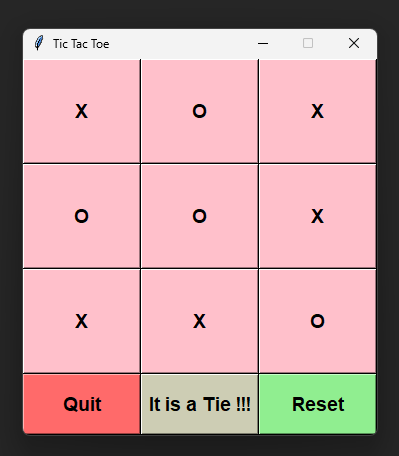 Tic Tac Toe
X O X
O O X
X X O
Quit It is a Tie !!! Reset